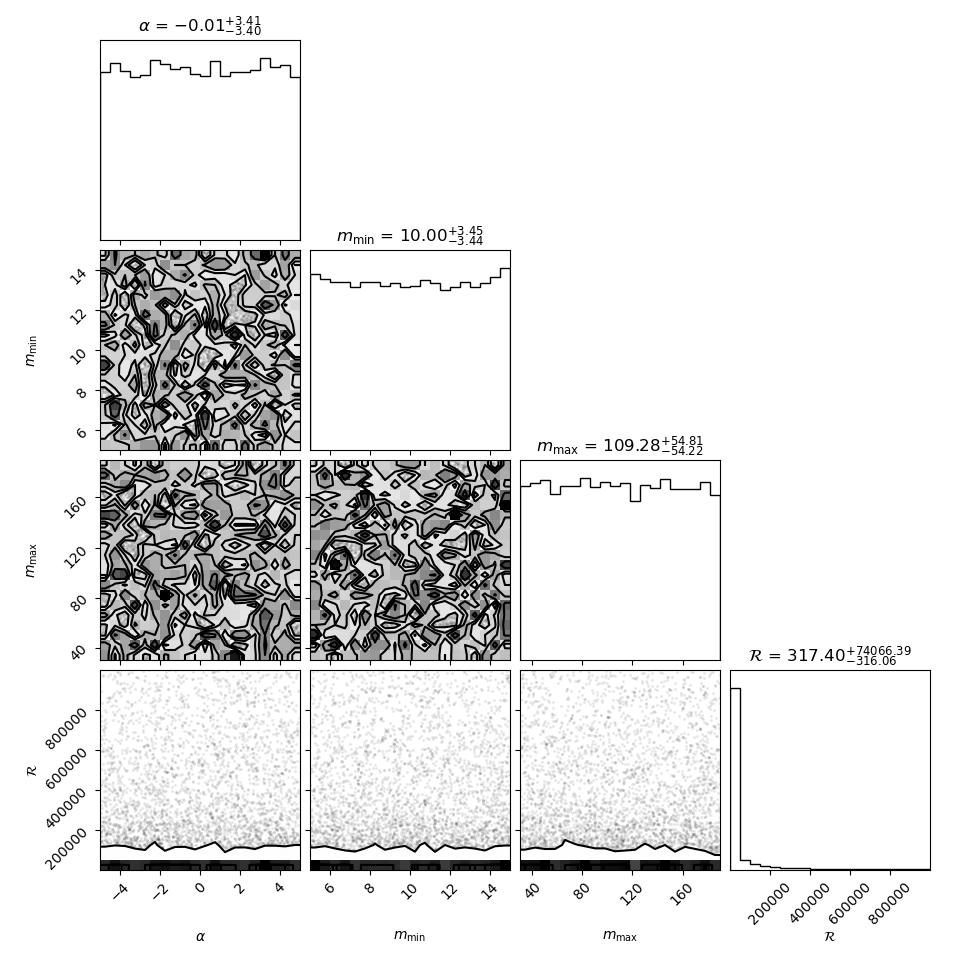 α = −0.01+3.41−3.40
m_min = 10.00+3.45−3.44
14
12
10
8
6
m_min
m_max = 109.28+54.81−54.22
160
120
80
40
m_max
ℛ = 317.40+74066.39−316.06
800000
600000
400000
200000
ℛ
−4 −2 0 2 4
6 8 10 12 14
40 80 120 160
200000 400000 600000 800000
α
m_min
m_max
ℛ